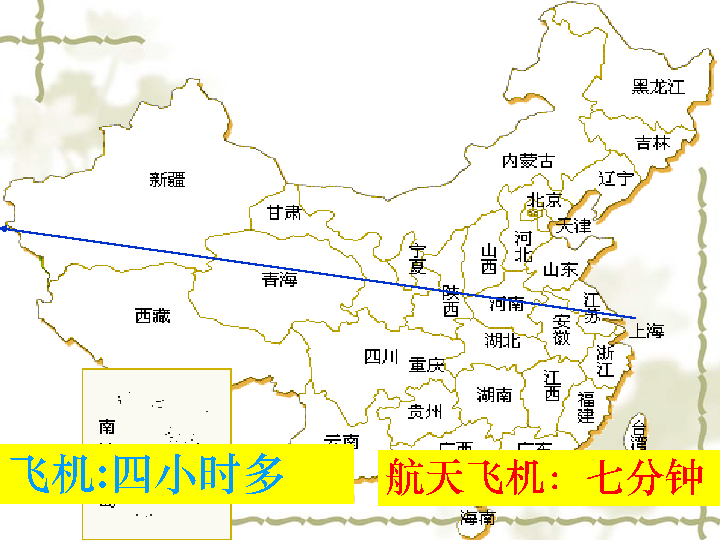 黑龙江
吉林
内蒙古
辽宁
新疆
北京
甘肃
天津
河北
宁夏
山西
山东
青海
陕西
河南
江苏
西藏
安徽
上海
湖北
四川
浙江
重庆
湖南
江西
贵州
福建
南
云南
广西
广东
台湾
飞机:四小时多
航天飞机：七分钟
海南